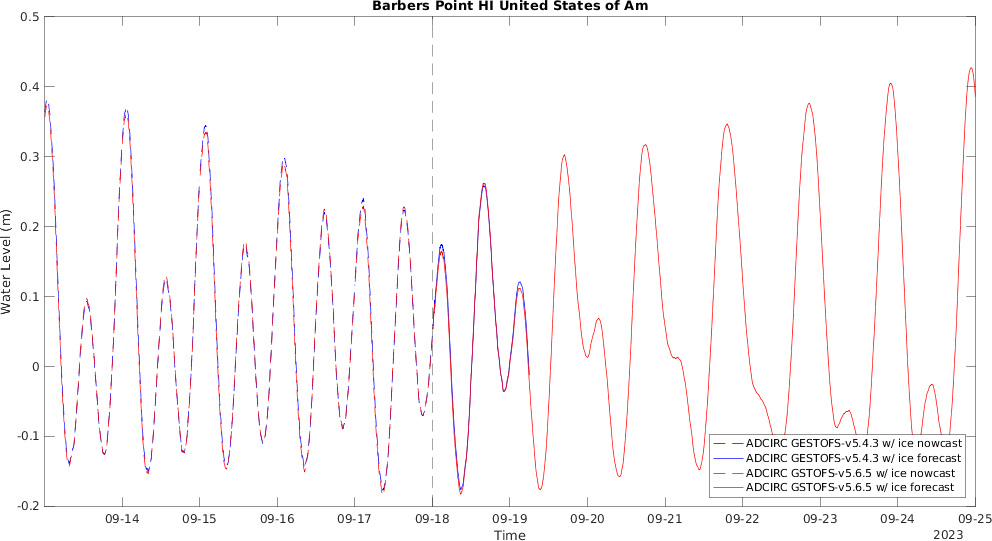 Barbers Point HI United States of Am
0.5
0.4
0.3
0.2
0.1
0
-0.1
-0.2
Water Level (m)
ADCIRC GESTOFS-v5.4.3 w/ ice nowcast
ADCIRC GESTOFS-v5.4.3 w/ ice forecast
ADCIRC GSTOFS-v5.6.5 w/ ice nowcast
ADCIRC GSTOFS-v5.6.5 w/ ice forecast
09-14 09-15 09-16 09-17 09-18 09-19 09-20 09-21 09-22 09-23 09-24 09-25
Time
2023